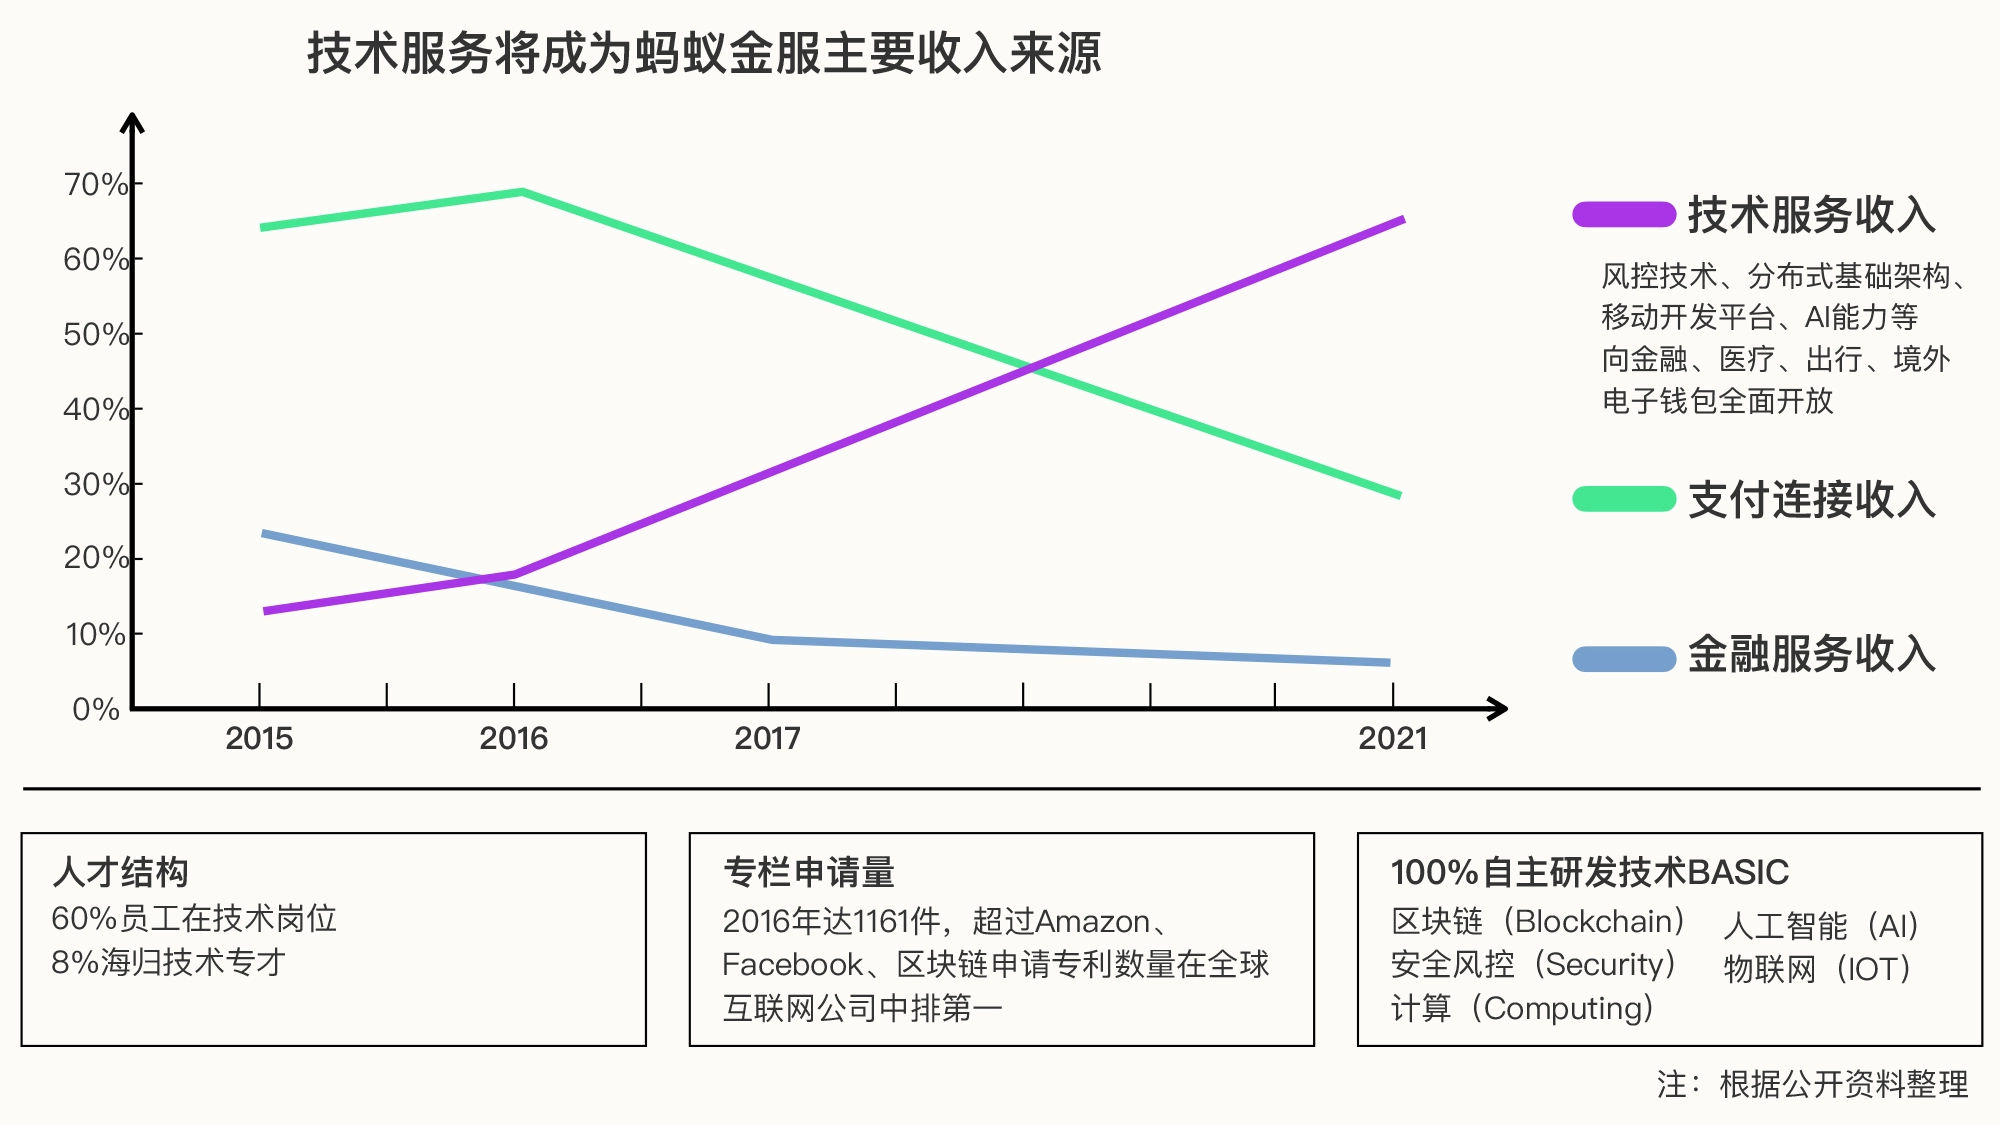 技术服务将成为蚂蚁金服主要收入来源
70%
60%
50%
40%
30%
20%
10%
0%
2015
2016
2017
2021
技术服务收入
风控技术、分布式基础架构、
移动开发平台、AI能力等
向金融、医疗、出行、境外
电子钱包全面开放
支付连接收入
金融服务收入
人才结构
60%员工在技术岗位
8%海归技术专才
专栏申请量
2016年达1161件，超过Amazon、
Facebook、区块链申请专利数量在全球
互联网公司中排第一
100%自主研发技术BASIC
区块链（Blockchain）
安全风控（Security）
计算（Computing)
人工智能（AI)
物联网（IOT）
注：根据公开资料整理